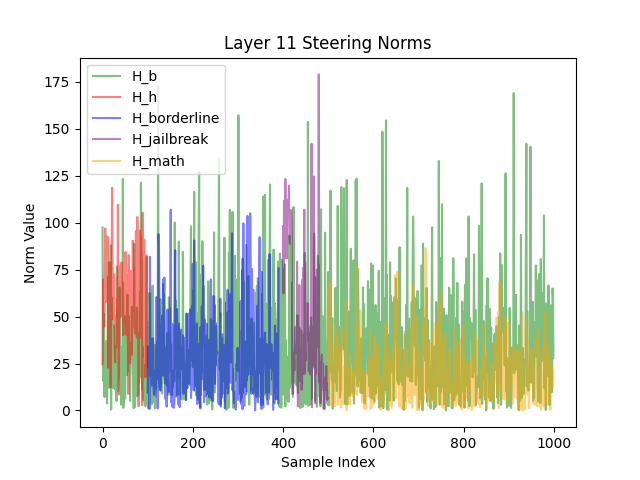 Layer 11 Steering Norms
H_b
H_h
H_borderline
H_jailbreak
H_math
175
150
125
100
75
50
25
0
Norm Value
0
200
400
600
800
1000
Sample Index